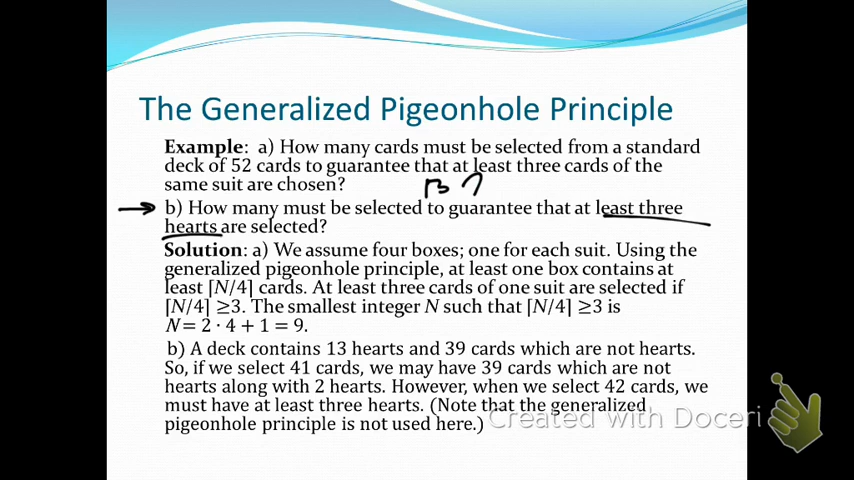 The Generalized Pigeonhole Principle
Example: a) How many cards must be selected from a standard
deck of 52 cards to guarantee that at least three cards of the
same suit are chosen?
b) How many must be selected to guarantee that at least three
hearts are selected?
Solution: a) We assume four boxes; one for each suit. Using the
generalized pigeonhole principle, at least one box contains at
least ⌈N/4⌉ cards. At least three cards of one suit are selected if
⌈N/4⌉ ≥3. The smallest integer N such that ⌈N/4⌉ ≥3 is
N = 2 · 4 + 1 = 9.
b) A deck contains 13 hearts and 39 cards which are not hearts.
So, if we select 41 cards, we may have 39 cards which are not
hearts along with 2 hearts. However, when we select 42 cards, we
must have at least three hearts. (Note that the generalized
pigeonhole principle is not used here.)
Created with Doceri